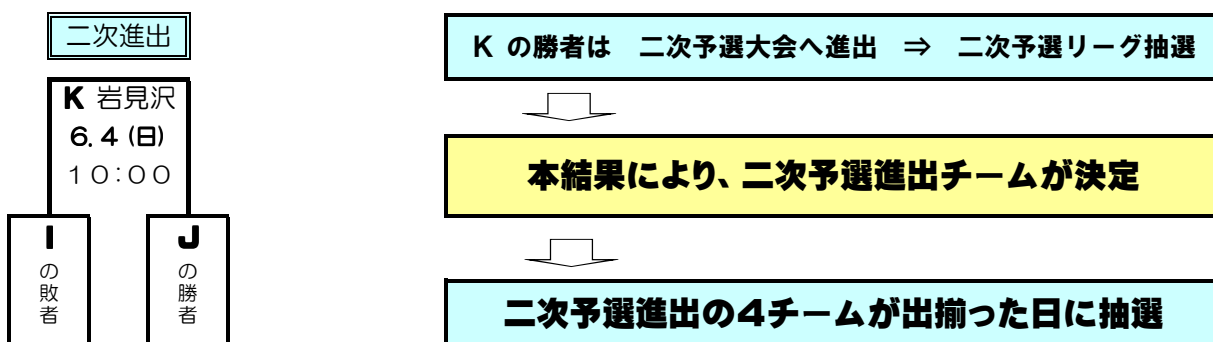 二次進出
K 岩見沢
6.4 (日)
10:00
I
の敗者
J
の勝者
K の勝者は 二次予選大会へ進出 ⇒ 二次予選リーグ抽選
本結果により、二次予選進出チームが決定
二次予選進出の4チームが出揃った日に抽選